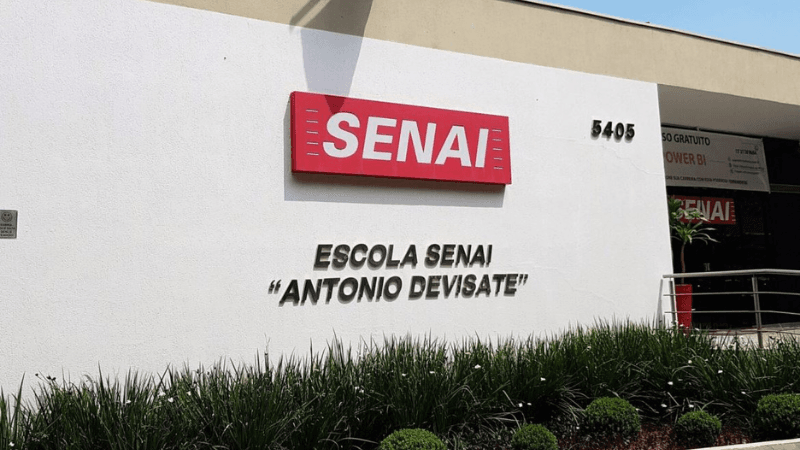 SENAI
5405
ESCOLA SENAI
“ANTONIO DEVISATE”
SO GRATUITO
OWER BI
SENAI